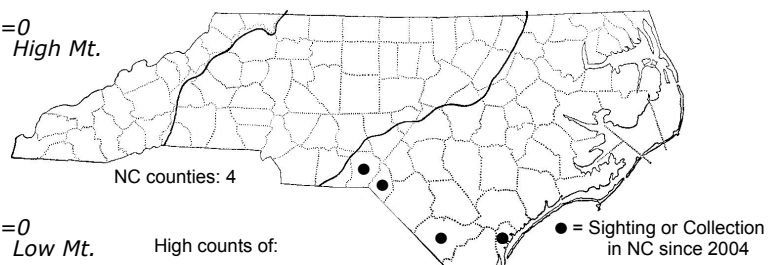 =0
High Mt.
NC counties: 4
=0
Low Mt.
High counts of:
● = Sighting or Collection
in NC since 2004